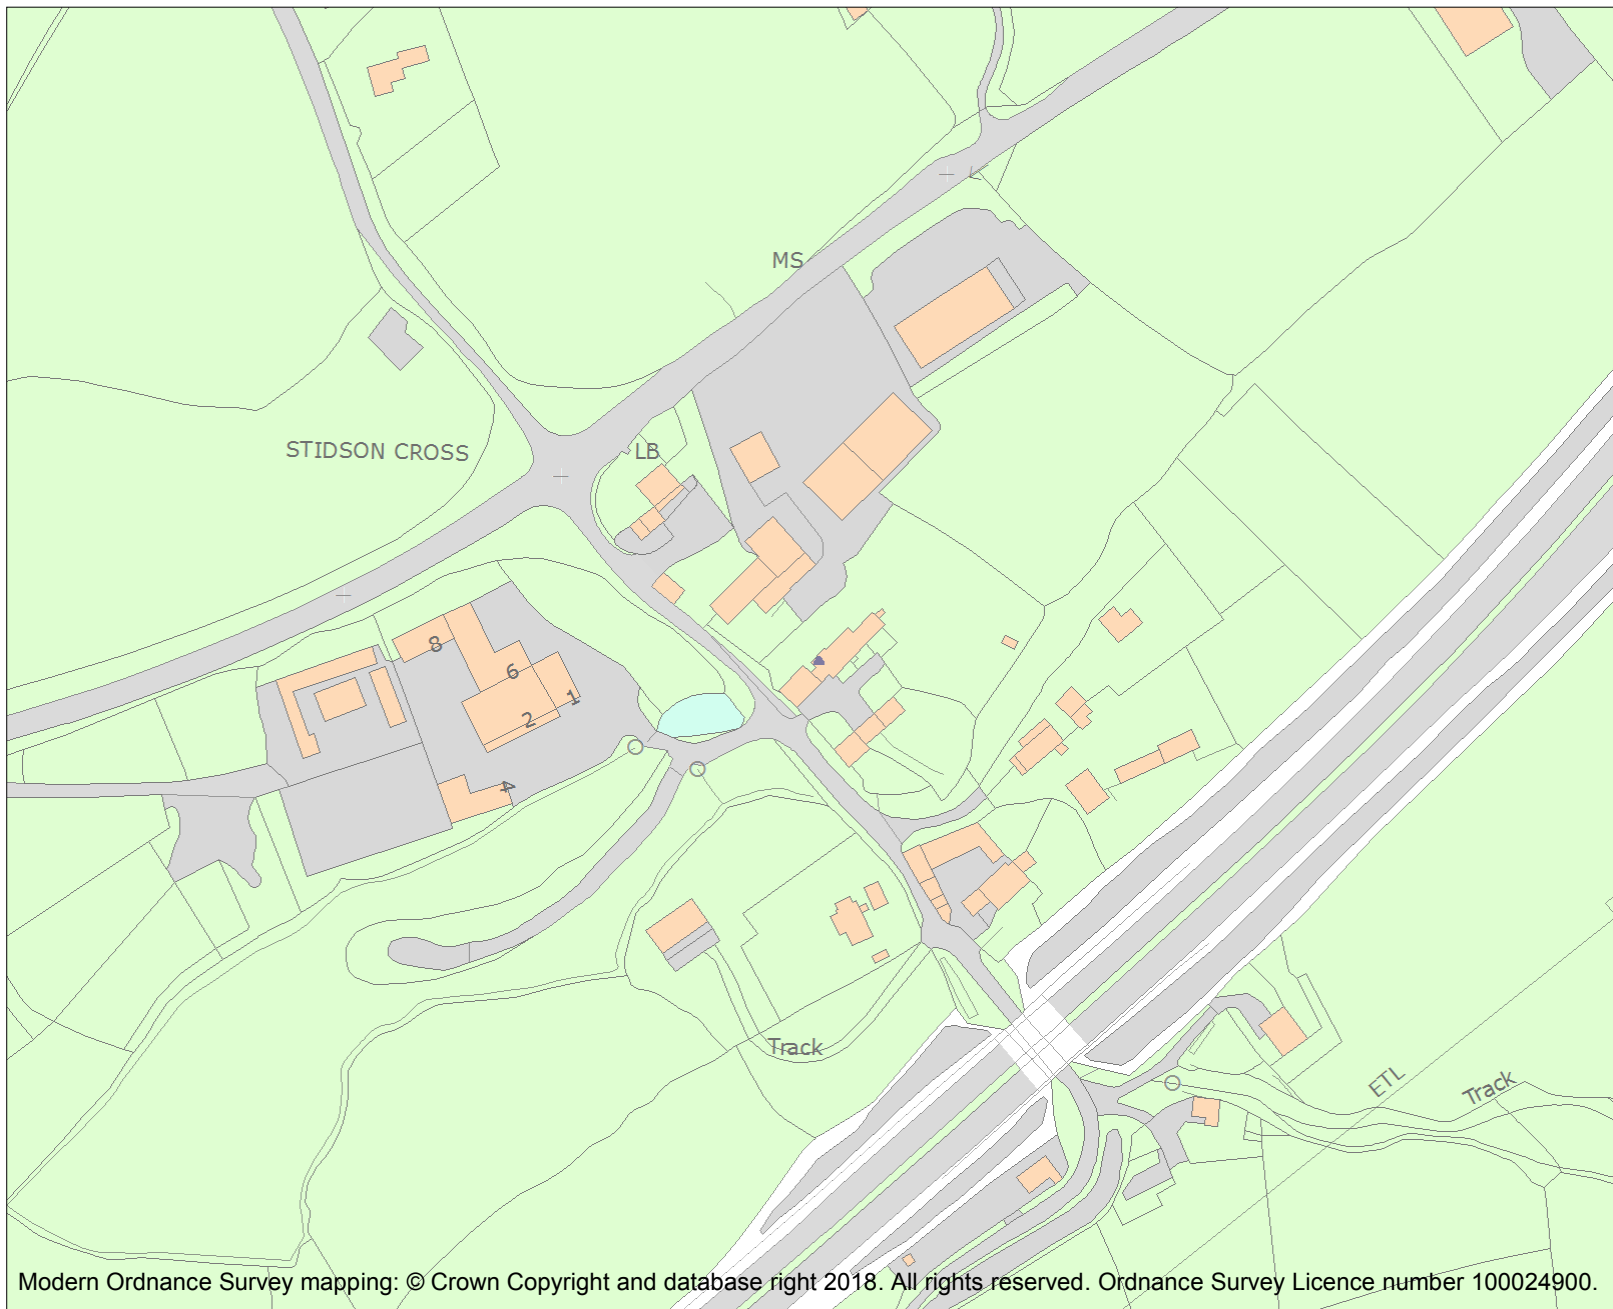 MS
STIDSON CROSS
LB
8
6
1
2
4
Track
ETL
Track
Modern Ordnance Survey mapping: © Crown Copyright and database right 2018. All rights reserved. Ordnance Survey Licence number 100024900.